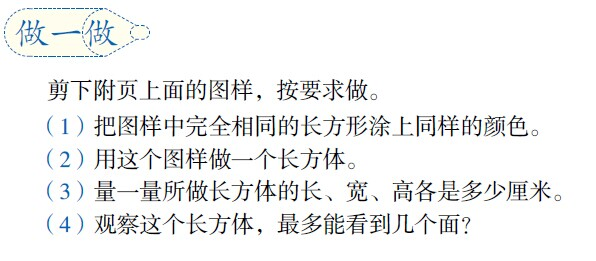 做一做
剪下附页上面的图样，按要求做。
（1）把图样中完全相同的长方形涂上同样的颜色。
（2）用这个图样做一个长方体。
（3）量一量所做长方体的长、宽、高各是多少厘米。
（4）观察这个长方体，最多能看到几个面？